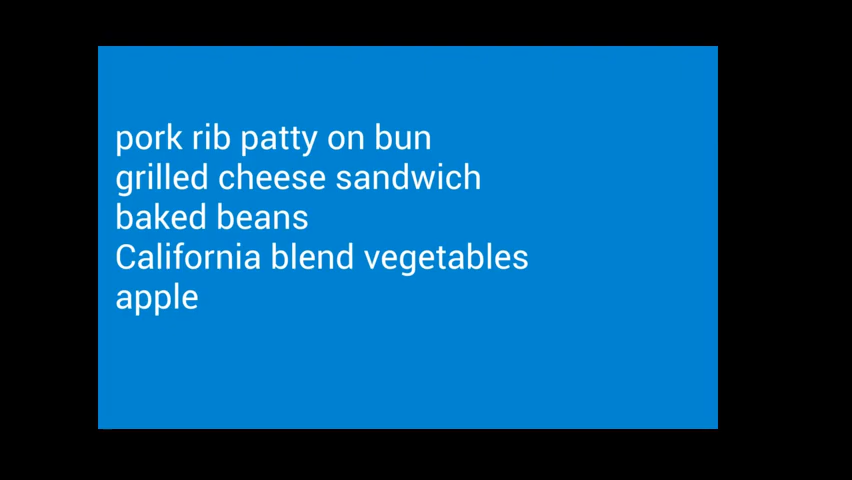 pork rib patty on bun
grilled cheese sandwich
baked beans
California blend vegetables
apple